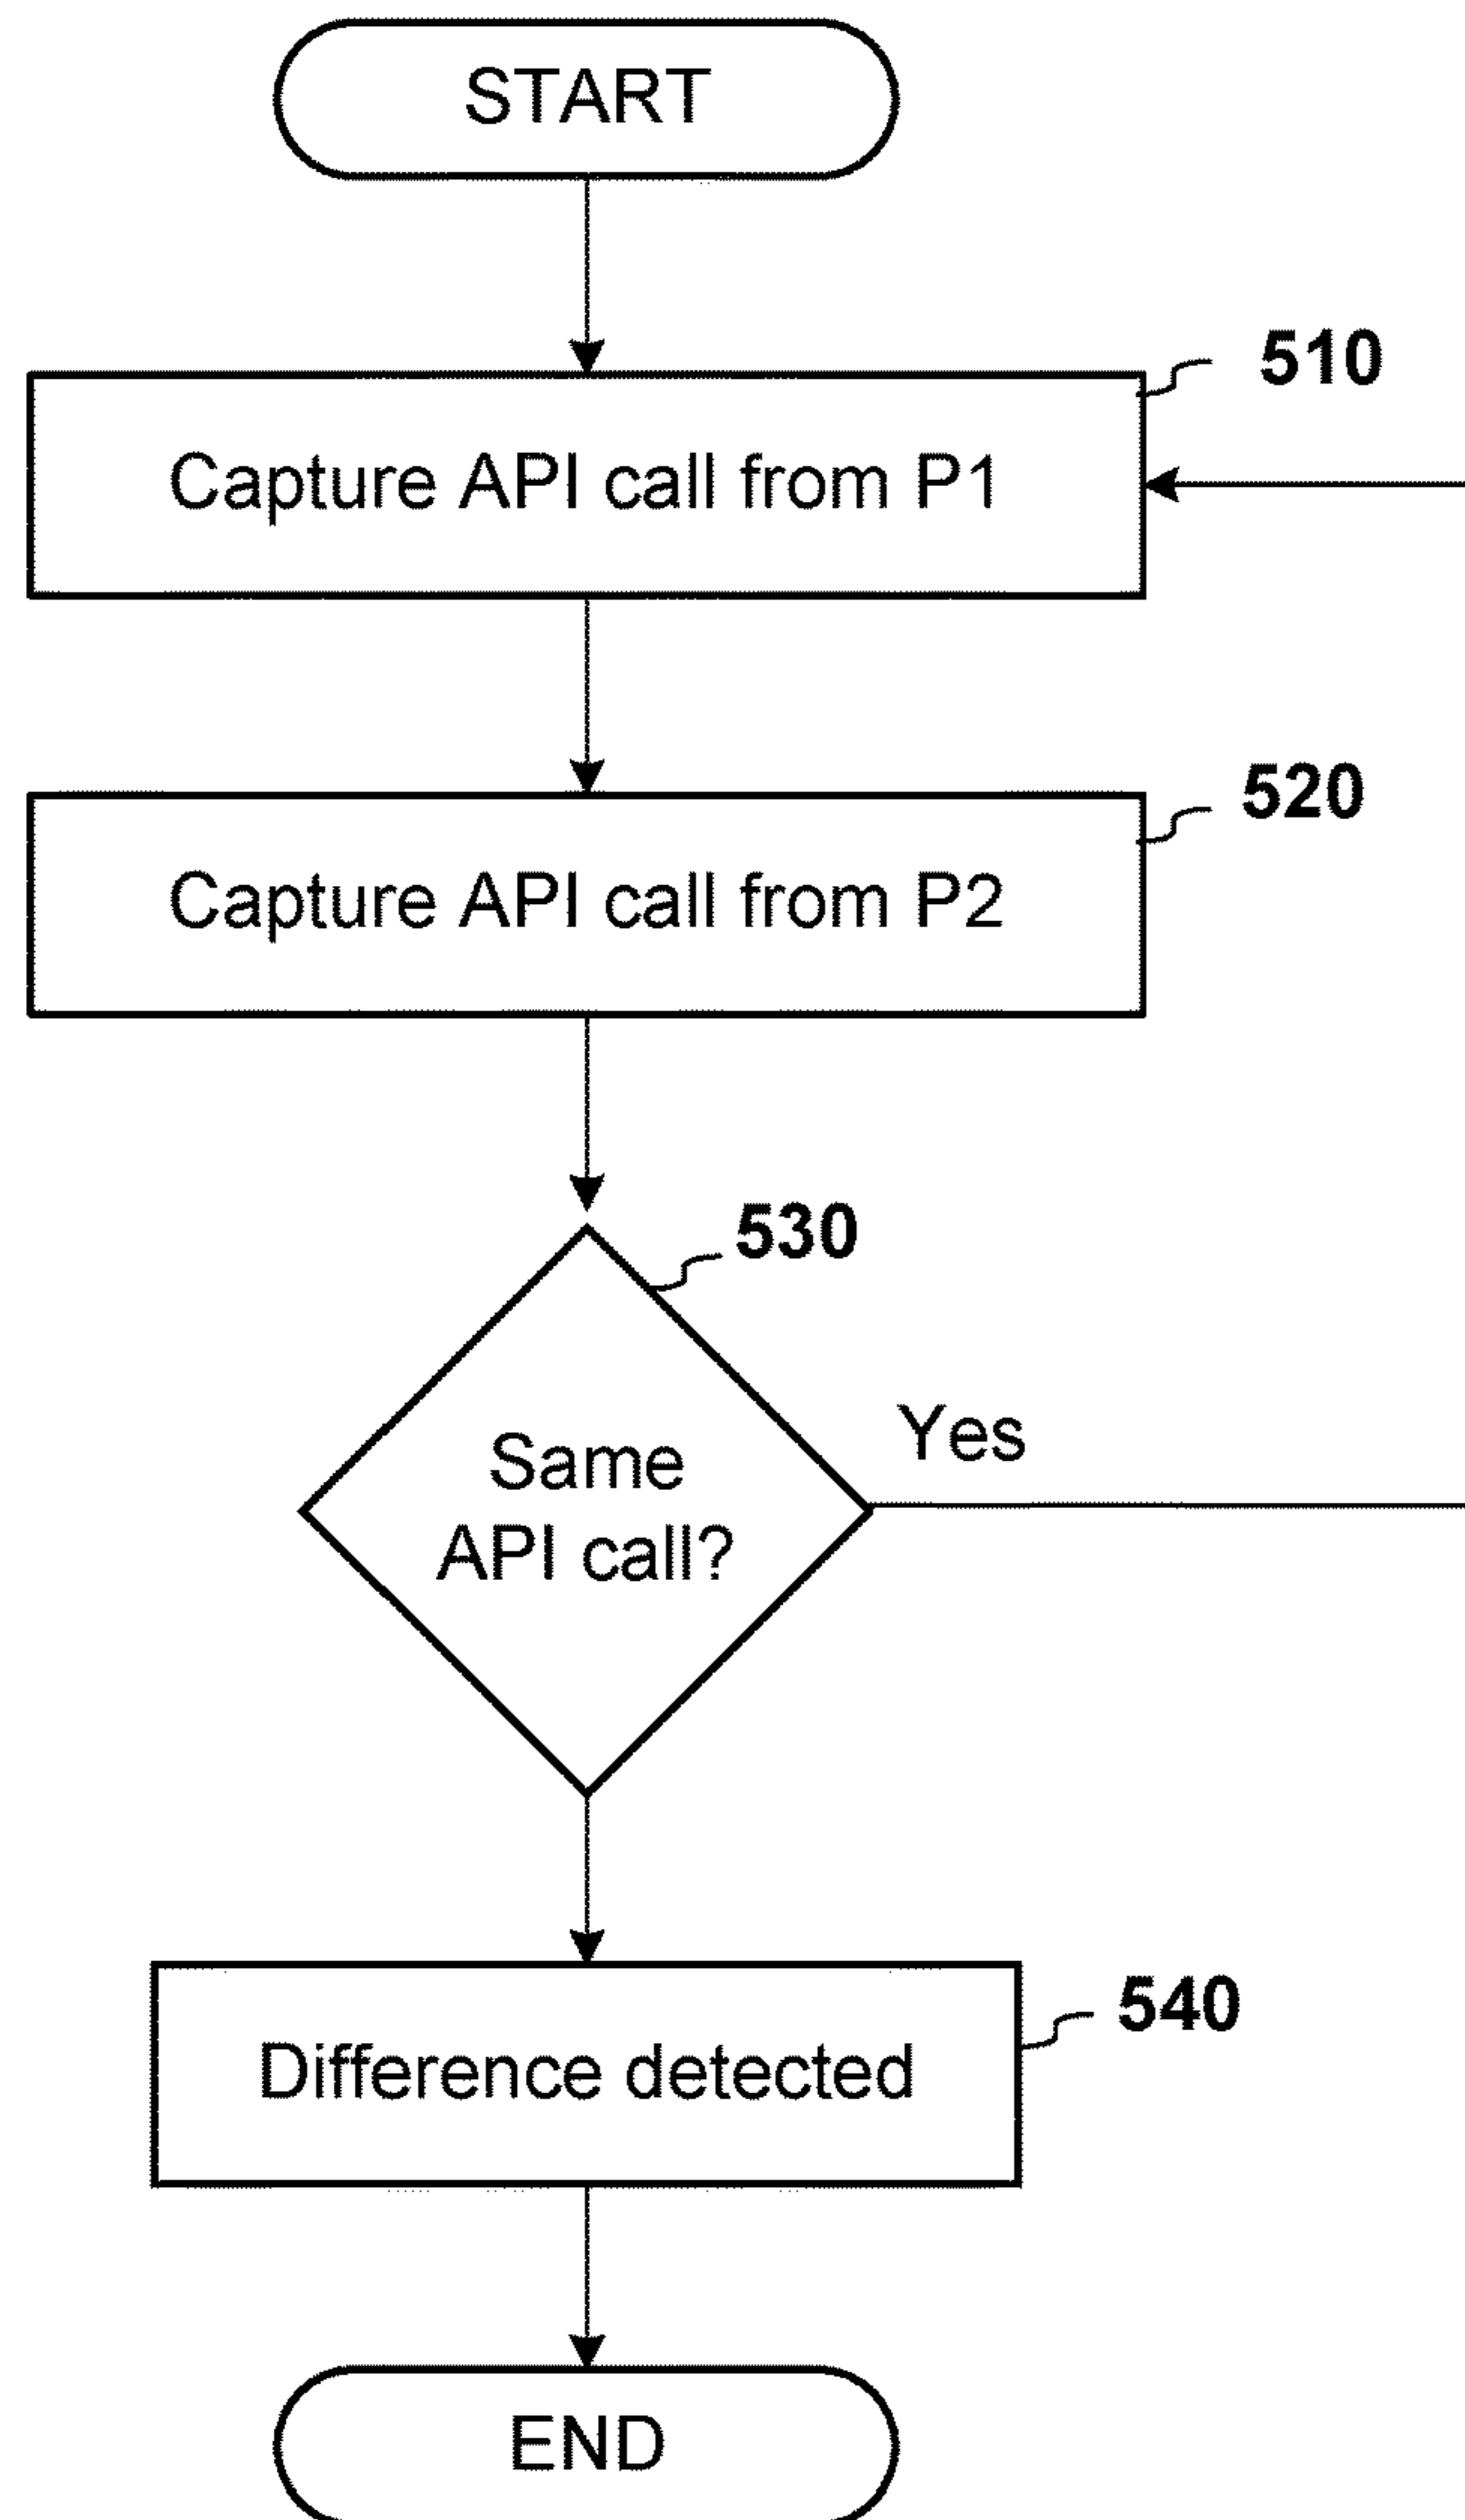 START
510
Capture API call from P1
520
Capture API call from P2
530
Same
API call?
Yes
540
Difference detected
END